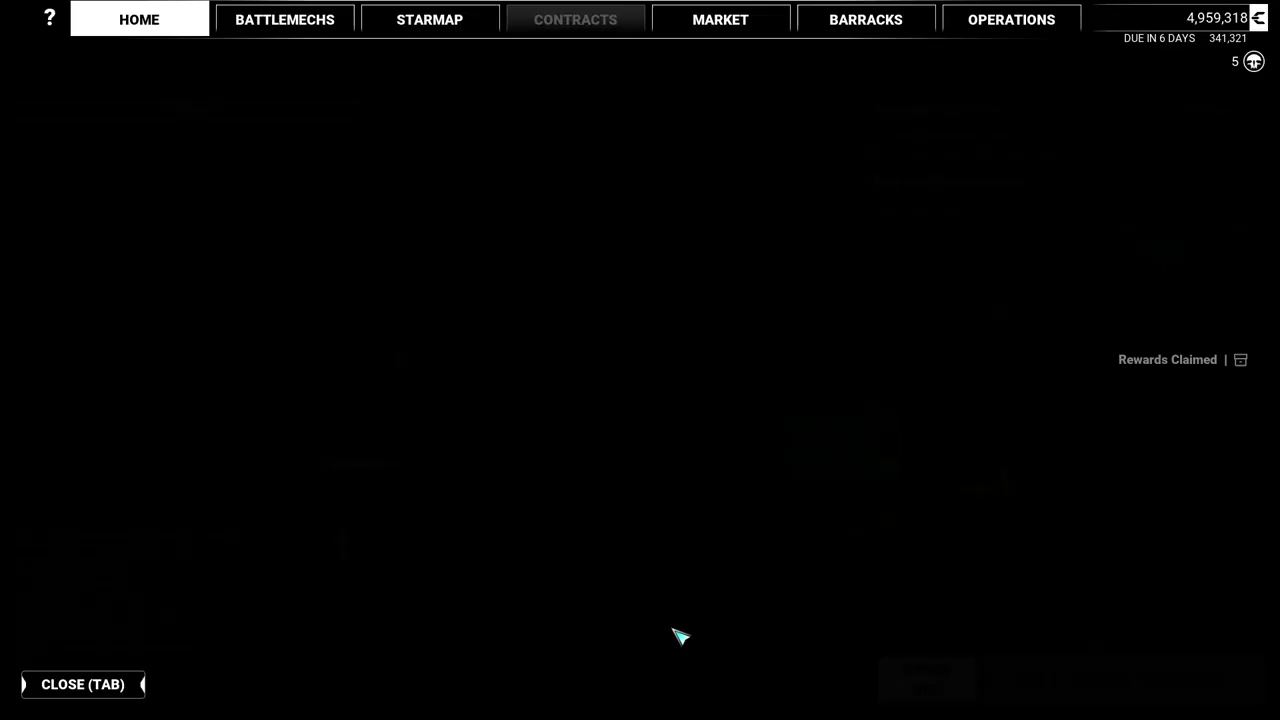 ?
HOME
BATTLEMECHS
STARMAP
CONTRACTS
MARKET
BARRACKS
OPERATIONS
4,959,318
DUE IN 6 DAYS 341,321
5
Rewards Claimed |
CLOSE (TAB)